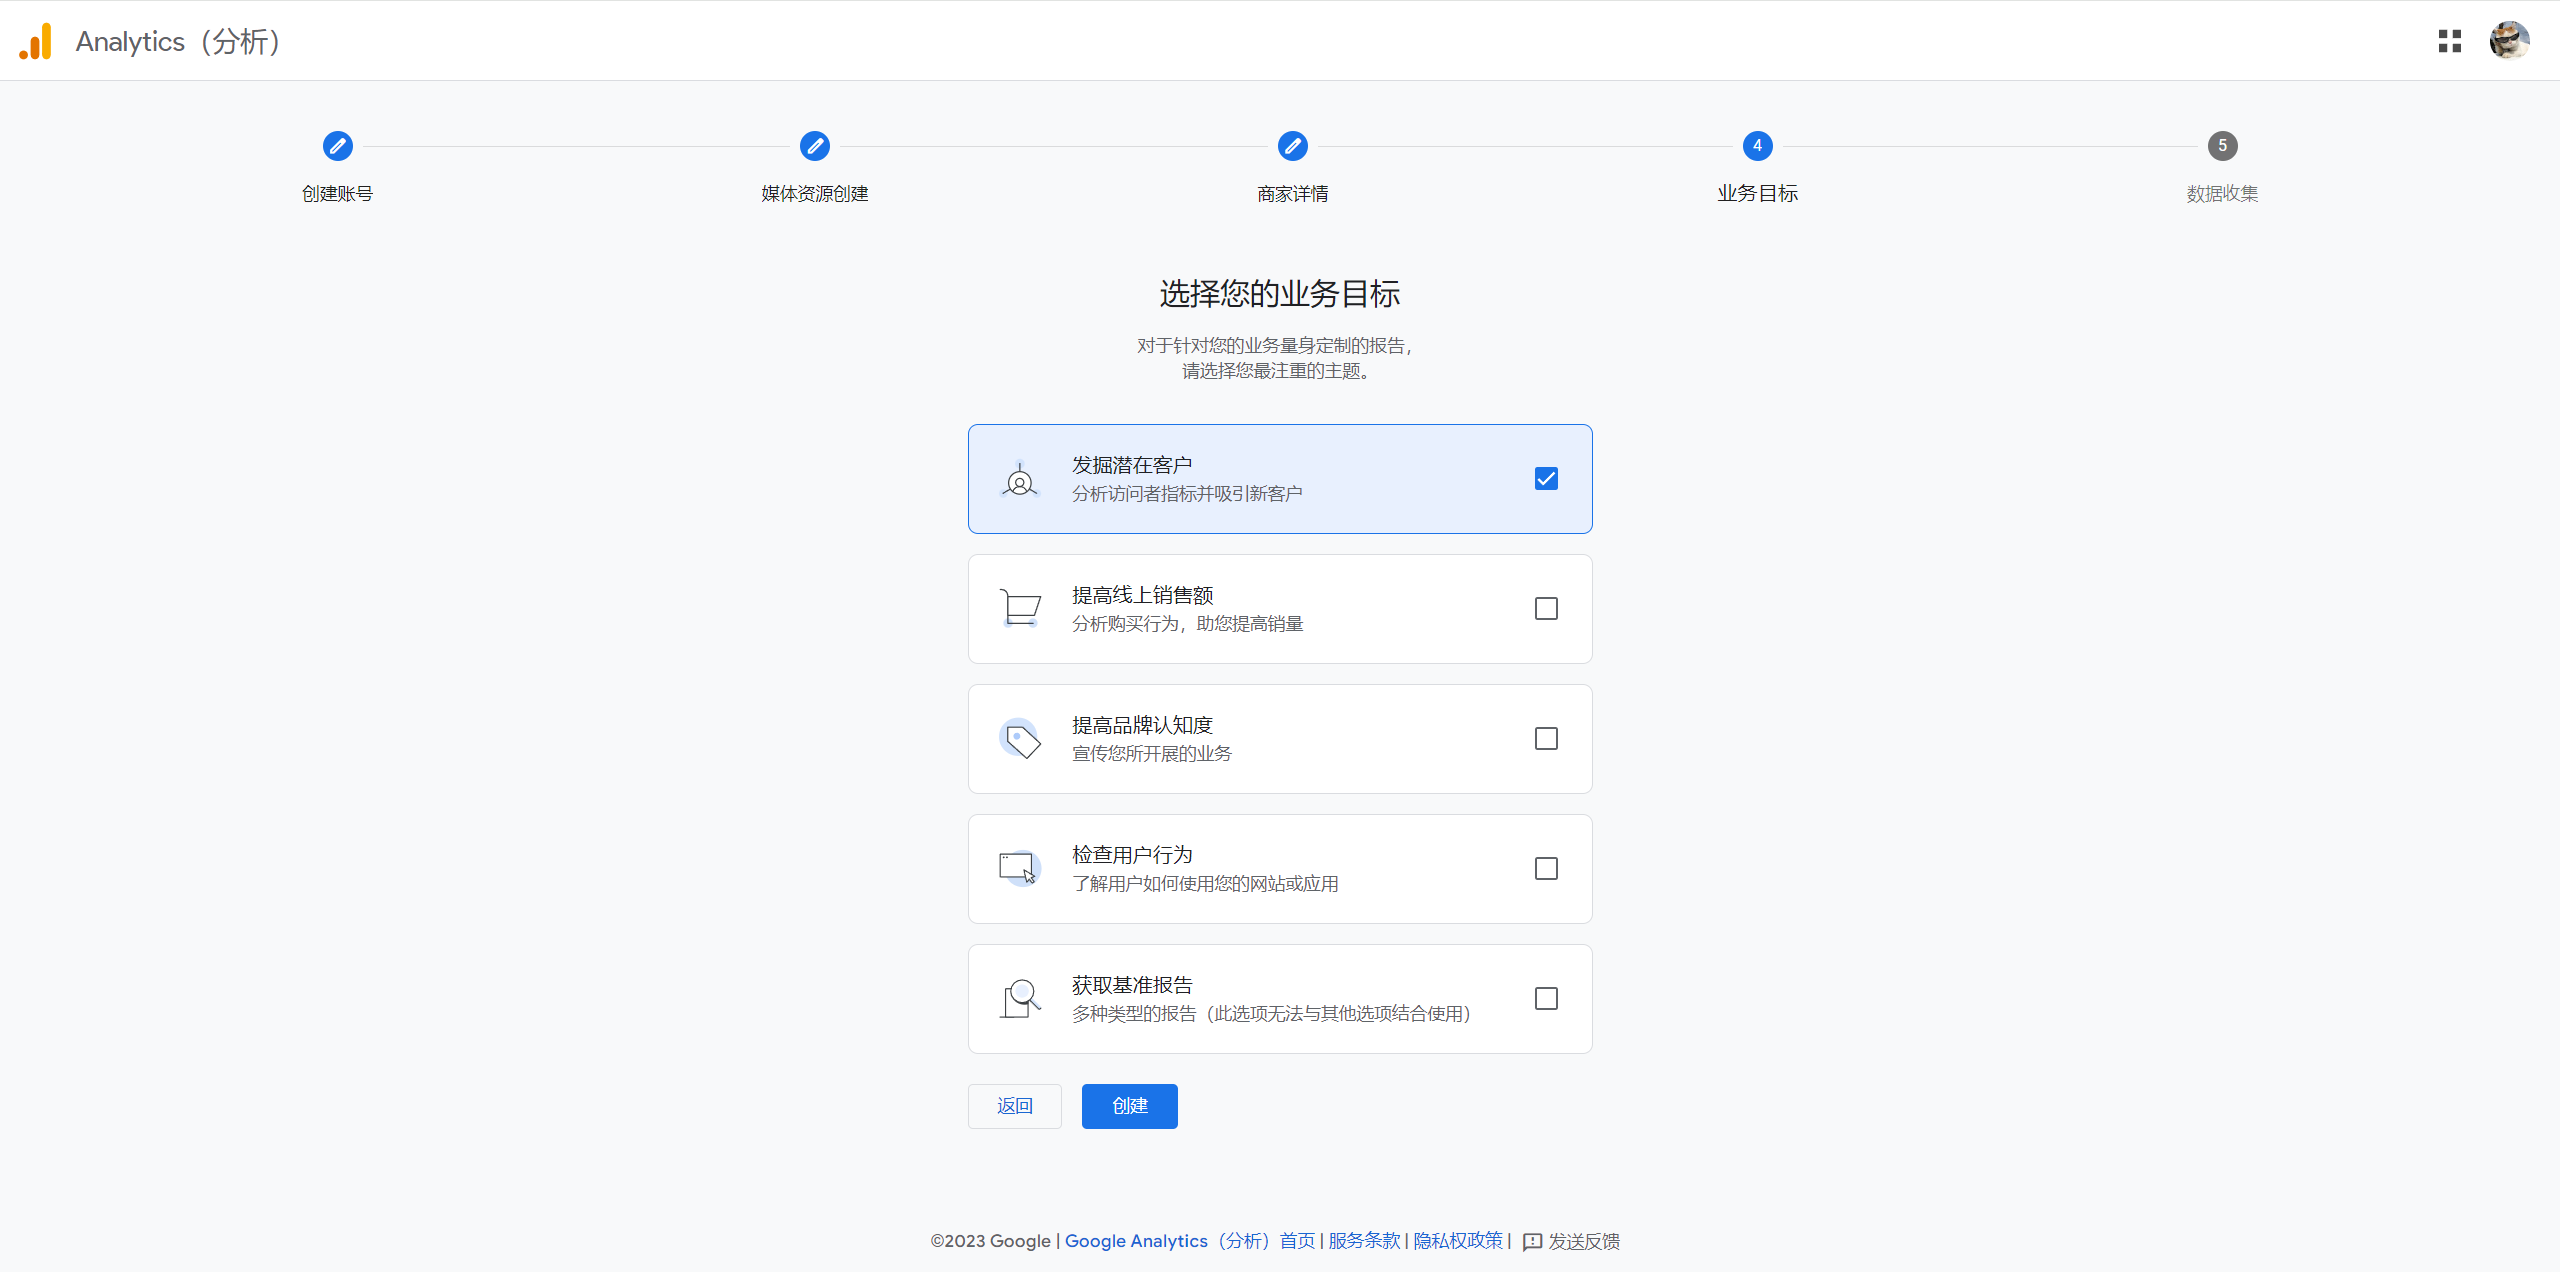 Analytics（分析）
4
5
创建账号
媒体资源创建
商家详情
业务目标
数据收集
选择您的业务目标
对于针对您的业务量身定制的报告，
请选择您最注重的主题。
发掘潜在客户
分析访问者指标并吸引新客户
提高线上销售额
分析购买行为，助您提高销量
提高品牌认知度
宣传您所开展的业务
检查用户行为
了解用户如何使用您的网站或应用
获取基准报告
多种类型的报告（此选项无法与其他选项结合使用）
返回
创建
©2023 Google | Google Analytics（分析）首页 | 服务条款 | 隐私权政策 | 发送反馈